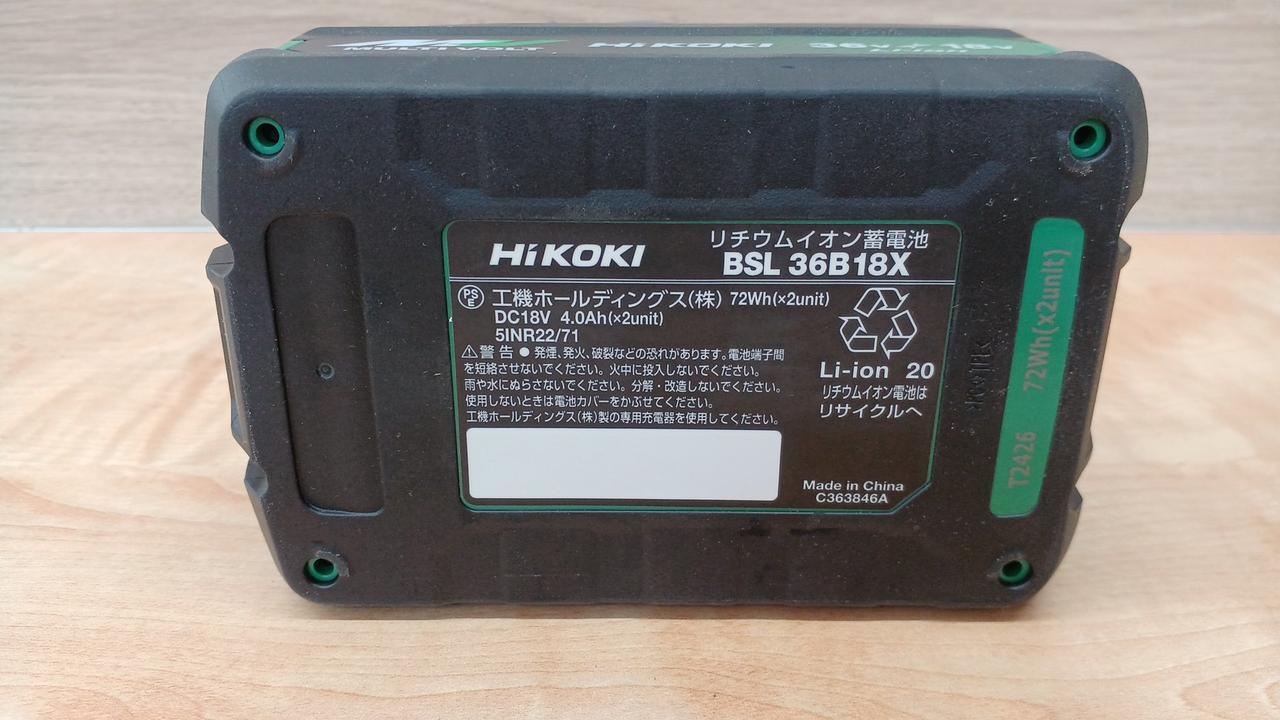 MULTI VOLT HiKOKI 36V 18V
HiKOKI
リチウムイオン蓄電池
BSL 36B18X
PSE 工機ホールディングス(株) 72Wh(×2unit)
DC18V 4.0Ah(×2unit)
5INR22/71
⚠警告 ● 発煙、発火、破裂などの恐れがあります。電池端子間
を短絡させないでください。火中に投入しないでください。
雨や水にぬらさないでください。分解・改造しないでください。
使用しないときは電池カバーをかぶせてください。
工機ホールディングス(株)製の専用充電器を使用してください。
Li-ion 20
リチウムイオン電池は
リサイクルへ
Made in China
C363846A
T2426 72Wh(x2unit)